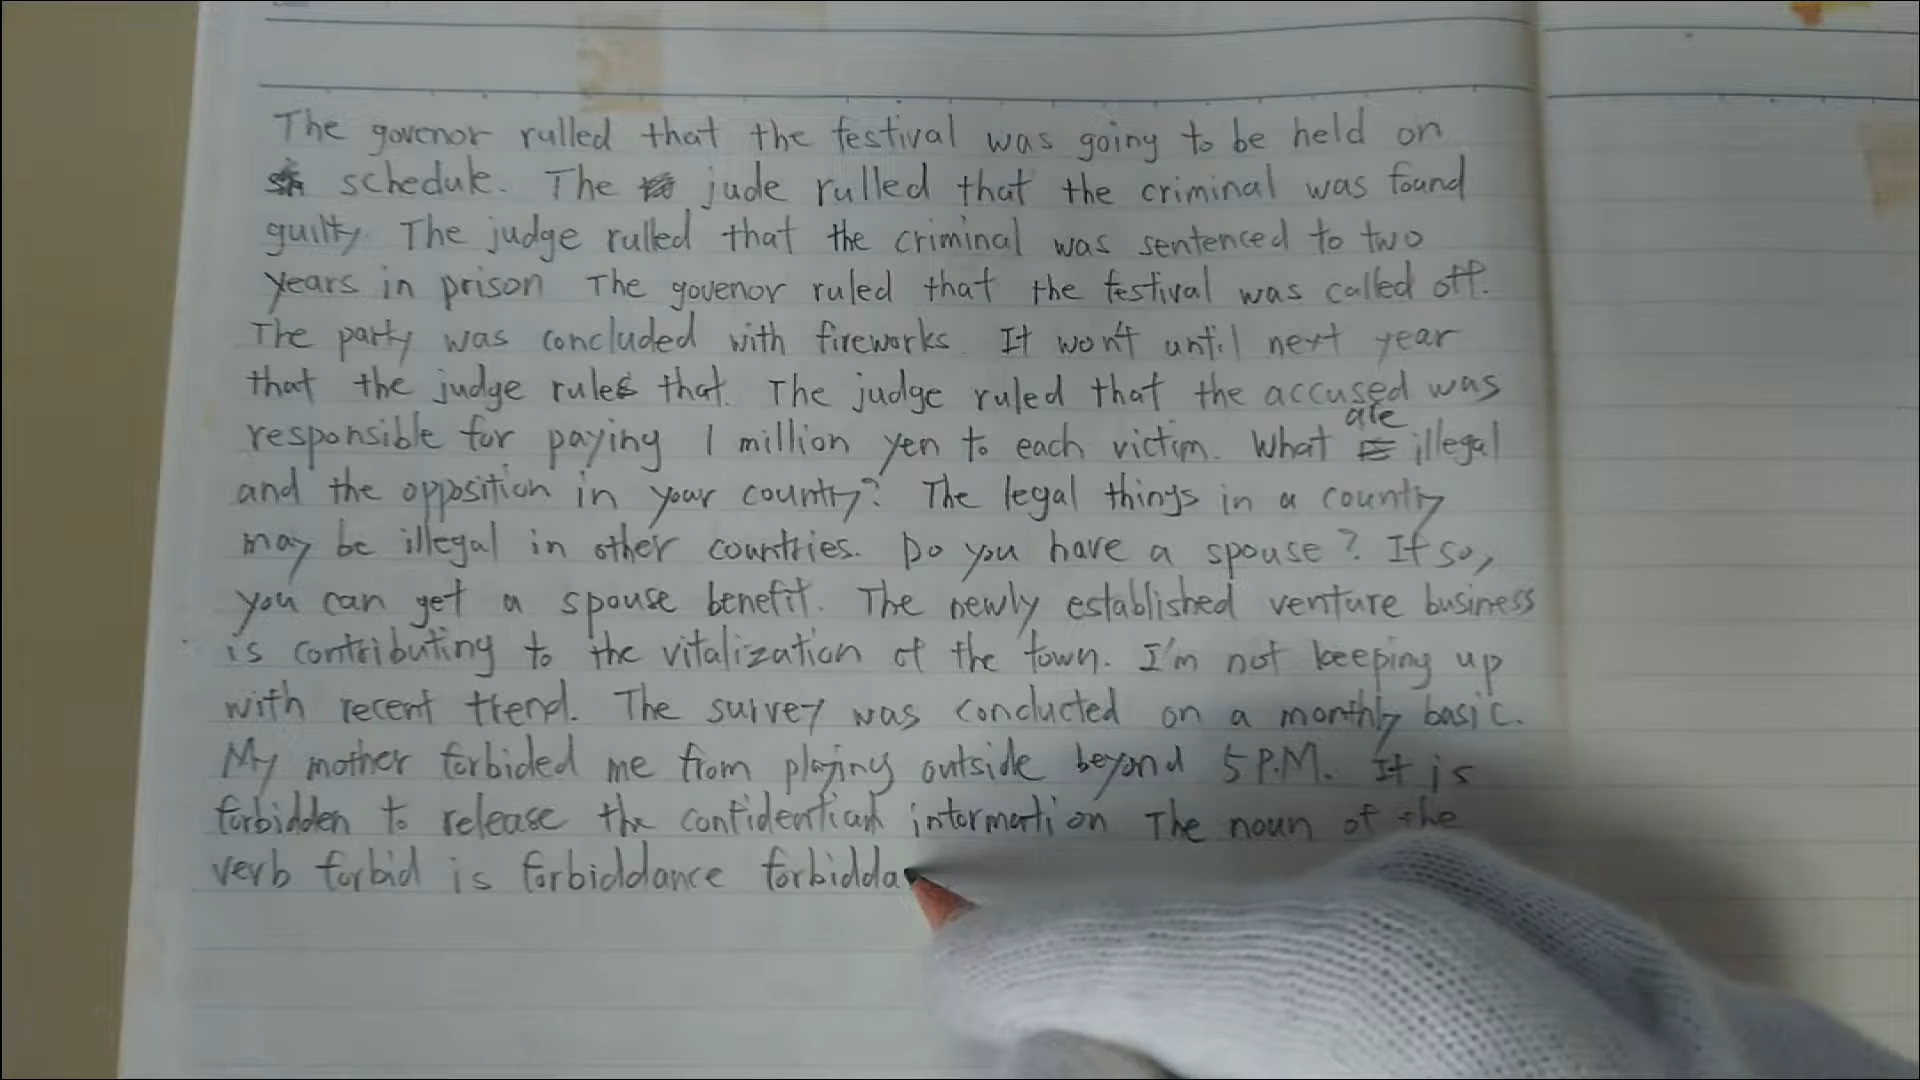 The govenor rulled that the festival was going to be held on
schedule. The jude rulled that the criminal was found
guilty. The judge rulled that the criminal was sentenced to two
years in prison The govenor ruled that the festival was called off.
The party was concluded with fireworks It won't until next year
that the judge rules that. The judge ruled that the accused was
responsible for paying 1 million yen to each victim. What are illegal
and the opposition in your country? The legal things in a country
may be illegal in other countries. Do you have a spouse? If so,
you can get a spouse benefit. The newly established venture business
is contributing to the vitalization of the town. I'm not keeping up
with recent trend. The survey was conducted on a monthly basic.
My mother forbided me from playing outside beyond 5 P.M. It is
forbidden to release the confidential information The noun of the
verb forbid is forbiddance forbidda